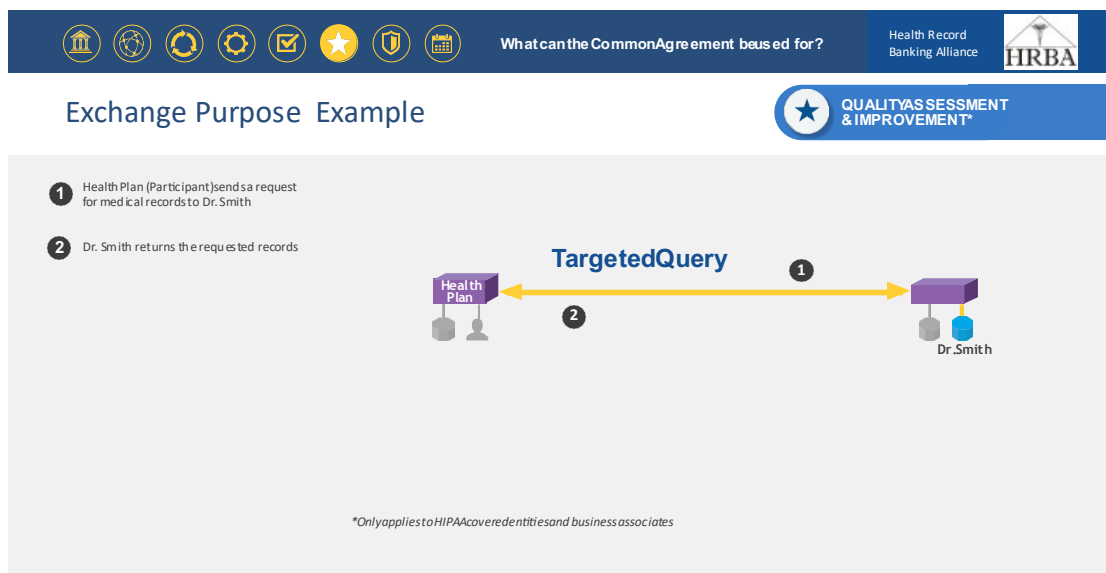 What can the Common Agreement be used for?
Health Record
Banking Alliance
HRBA
Exchange Purpose Example
QUALITY ASSESSMENT
& IMPROVEMENT*
1
Health Plan (Participant) sends a request
for medical records to Dr. Smith
2
Dr. Smith returns the requested records
Targeted Query
1
Health
Plan
2
Dr. Smith
*Only applies to HIPAA covered entities and business associates